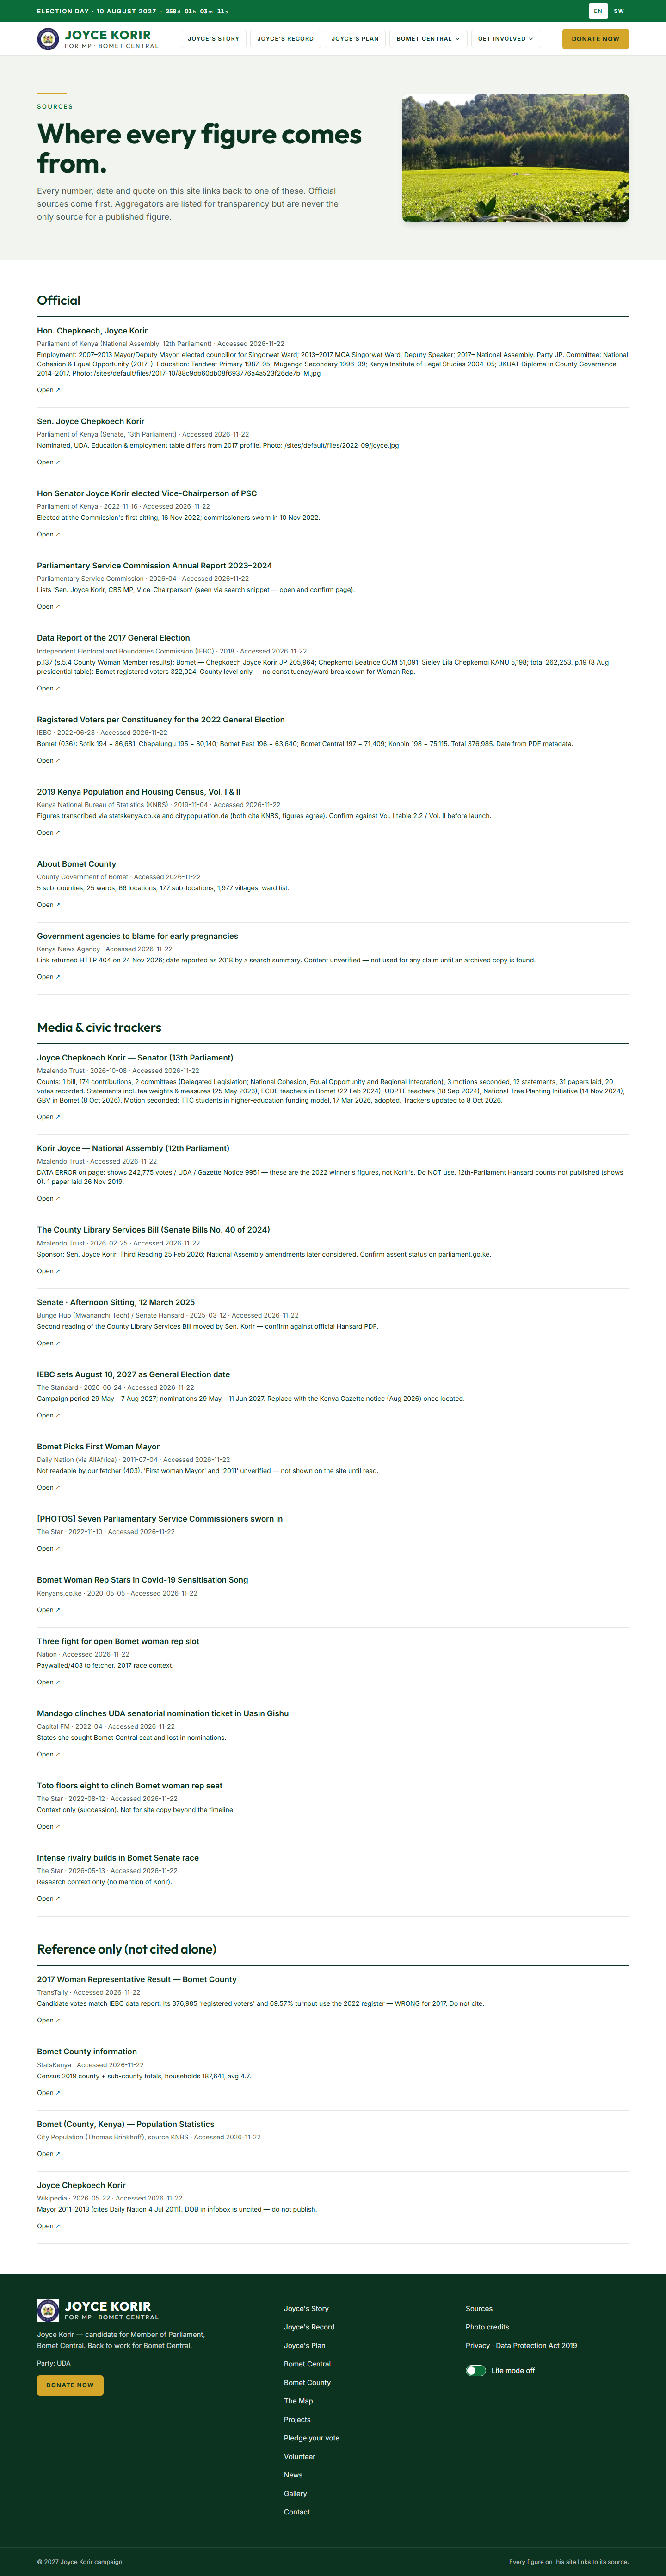 ELECTION DAY · 10 AUGUST 2027 · 258d 01h 03m 11s
EN SW
JOYCE KORIR
FOR MP · BOMET CENTRAL
JOYCE'S STORY
JOYCE'S RECORD
JOYCE'S PLAN
BOMET CENTRAL
GET INVOLVED
DONATE NOW
SOURCES
Where every figure comes
from.
Every number, date and quote on this site links back to one of these. Official
sources come first. Aggregators are listed for transparency but are never the
only source for a published figure.
Official
Hon. Chepkoech, Joyce Korir
Parliament of Kenya (National Assembly, 12th Parliament) · Accessed 2026-11-22
Employment: 2007–2013 Mayor/Deputy Mayor, elected councillor for Singorwet Ward; 2013–2017 MCA Singorwet Ward, Deputy Speaker; 2017– National Assembly. Party JP. Committee: National
Cohesion & Equal Opportunity (2017–). Education: Tendwet Primary 1987–95; Mugango Secondary 1996–99; Kenya Institute of Legal Studies 2004–05; JKUAT Diploma in County Governance
2014–2017. Photo: /sites/default/files/2017-10/88c9db60db08f693776a4a523f26de7b_M.jpg
Open ↗
Sen. Joyce Chepkoech Korir
Parliament of Kenya (Senate, 13th Parliament) · Accessed 2026-11-22
Nominated, UDA. Education & employment table differs from 2017 profile. Photo: /sites/default/files/2022-09/joyce.jpg
Open ↗
Hon Senator Joyce Korir elected Vice-Chairperson of PSC
Parliament of Kenya · 2022-11-16 · Accessed 2026-11-22
Elected at the Commission's first sitting, 16 Nov 2022; commissioners sworn in 10 Nov 2022.
Open ↗
Parliamentary Service Commission Annual Report 2023–2024
Parliamentary Service Commission · 2026-04 · Accessed 2026-11-22
Lists 'Sen. Joyce Korir, CBS MP, Vice-Chairperson' (seen via search snippet — open and confirm page).
Open ↗
Data Report of the 2017 General Election
Independent Electoral and Boundaries Commission (IEBC) · 2018 · Accessed 2026-11-22
p.137 (s.5.4 County Woman Member results): Bomet — Chepkoech Joyce Korir JP 205,964; Chepkemoi Beatrice CCM 51,091; Sieley Lila Chepkemoi KANU 5,198; total 262,253. p.19 (8 Aug
presidential table): Bomet registered voters 322,024. County level only — no constituency/ward breakdown for Woman Rep.
Open ↗
Registered Voters per Constituency for the 2022 General Election
IEBC · 2022-06-23 · Accessed 2026-11-22
Bomet (036): Sotik 194 = 86,681; Chepalungu 195 = 80,140; Bomet East 196 = 63,640; Bomet Central 197 = 71,409; Konoin 198 = 75,115. Total 376,985. Date from PDF metadata.
Open ↗
2019 Kenya Population and Housing Census, Vol. I & II
Kenya National Bureau of Statistics (KNBS) · 2019-11-04 · Accessed 2026-11-22
Figures transcribed via statskenya.co.ke and citypopulation.de (both cite KNBS, figures agree). Confirm against Vol. I table 2.2 / Vol. II before launch.
Open ↗
About Bomet County
County Government of Bomet · Accessed 2026-11-22
5 sub-counties, 25 wards, 66 locations, 177 sub-locations, 1,977 villages; ward list.
Open ↗
Government agencies to blame for early pregnancies
Kenya News Agency · Accessed 2026-11-22
Link returned HTTP 404 on 24 Nov 2026; date reported as 2018 by a search summary. Content unverified — not used for any claim until an archived copy is found.
Open ↗
Media & civic trackers
Joyce Chepkoech Korir — Senator (13th Parliament)
Mzalendo Trust · 2026-10-08 · Accessed 2026-11-22
Counts: 1 bill, 174 contributions, 2 committees (Delegated Legislation; National Cohesion, Equal Opportunity and Regional Integration), 3 motions seconded, 12 statements, 31 papers laid, 20
votes recorded. Statements incl. tea weights & measures (25 May 2023), ECDE teachers in Bomet (22 Feb 2024), UDPTE teachers (18 Sep 2024), National Tree Planting Initiative (14 Nov 2024),
GBV in Bomet (8 Oct 2026). Motion seconded: TTC students in higher-education funding model, 17 Mar 2026, adopted. Trackers updated to 8 Oct 2026.
Open ↗
Korir Joyce — National Assembly (12th Parliament)
Mzalendo Trust · Accessed 2026-11-22
DATA ERROR on page: shows 242,775 votes / UDA / Gazette Notice 9951 — these are the 2022 winner's figures, not Korir's. Do NOT use. 12th-Parliament Hansard counts not published (shows
0). 1 paper laid 26 Nov 2019.
Open ↗
The County Library Services Bill (Senate Bills No. 40 of 2024)
Mzalendo Trust · 2026-02-25 · Accessed 2026-11-22
Sponsor: Sen. Joyce Korir. Third Reading 25 Feb 2026; National Assembly amendments later considered. Confirm assent status on parliament.go.ke.
Open ↗
Senate · Afternoon Sitting, 12 March 2025
Bunge Hub (Mwananchi Tech) / Senate Hansard · 2025-03-12 · Accessed 2026-11-22
Second reading of the County Library Services Bill moved by Sen. Korir — confirm against official Hansard PDF.
Open ↗
IEBC sets August 10, 2027 as General Election date
The Standard · 2026-06-24 · Accessed 2026-11-22
Campaign period 29 May – 7 Aug 2027; nominations 29 May – 11 Jun 2027. Replace with the Kenya Gazette notice (Aug 2026) once located.
Open ↗
Bomet Picks First Woman Mayor
Daily Nation (via AllAfrica) · 2011-07-04 · Accessed 2026-11-22
Not readable by our fetcher (403). 'First woman Mayor' and '2011' unverified — not shown on the site until read.
Open ↗
[PHOTOS] Seven Parliamentary Service Commissioners sworn in
The Star · 2022-11-10 · Accessed 2026-11-22
Open ↗
Bomet Woman Rep Stars in Covid-19 Sensitisation Song
Kenyans.co.ke · 2020-05-05 · Accessed 2026-11-22
Open ↗
Three fight for open Bomet woman rep slot
Nation · Accessed 2026-11-22
Paywalled/403 to fetcher. 2017 race context.
Open ↗
Mandago clinches UDA senatorial nomination ticket in Uasin Gishu
Capital FM · 2022-04 · Accessed 2026-11-22
States she sought Bomet Central seat and lost in nominations.
Open ↗
Toto floors eight to clinch Bomet woman rep seat
The Star · 2022-08-12 · Accessed 2026-11-22
Context only (succession). Not for site copy beyond the timeline.
Open ↗
Intense rivalry builds in Bomet Senate race
The Star · 2026-05-13 · Accessed 2026-11-22
Research context only (no mention of Korir).
Open ↗
Reference only (not cited alone)
2017 Woman Representative Result — Bomet County
TransTally · Accessed 2026-11-22
Candidate votes match IEBC data report. Its 376,985 'registered voters' and 69.57% turnout use the 2022 register — WRONG for 2017. Do not cite.
Open ↗
Bomet County information
StatsKenya · Accessed 2026-11-22
Census 2019 county + sub-county totals, households 187,641, avg 4.7.
Open ↗
Bomet (County, Kenya) — Population Statistics
City Population (Thomas Brinkhoff), source KNBS · Accessed 2026-11-22
Open ↗
Joyce Chepkoech Korir
Wikipedia · 2026-05-22 · Accessed 2026-11-22
Mayor 2011–2013 (cites Daily Nation 4 Jul 2011). DOB in infobox is uncited — do not publish.
Open ↗
JOYCE KORIR
FOR MP · BOMET CENTRAL
Joyce Korir — candidate for Member of Parliament,
Bomet Central. Back to work for Bomet Central.
Party: UDA
DONATE NOW
Joyce's Story
Joyce's Record
Joyce's Plan
Bomet Central
Bomet County
The Map
Projects
Pledge your vote
Volunteer
News
Gallery
Contact
Sources
Photo credits
Privacy · Data Protection Act 2019
Lite mode off
© 2027 Joyce Korir campaign
Every figure on this site links to its source.